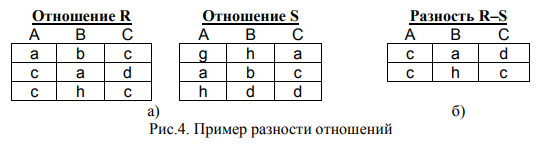 Отношение R Отношение S Разность R–S
A B C A B C A B C
a b c g h a c a d
c a d a b c c h c
c h c h d d
а) б)
Рис.4. Пример разности отношений